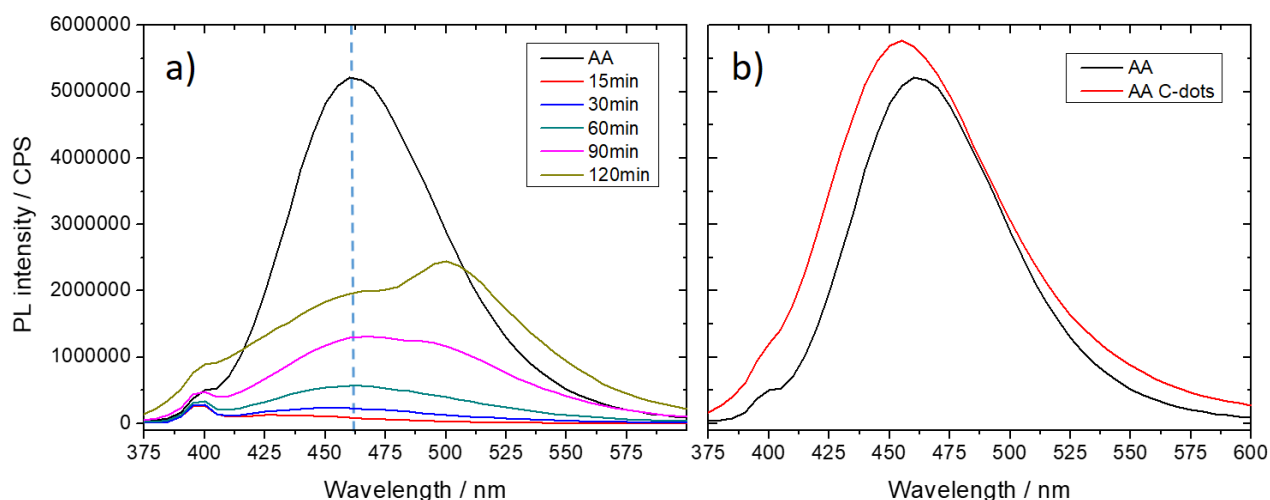 PL intensity / CPS
6000000
5000000
4000000
3000000
2000000
1000000
0
a)
AA
15min
30min
60min
90min
120min
375 400 425 450 475 500 525 550 575
Wavelength / nm
b)
AA
AA C-dots
375 400 425 450 475 500 525 550 575 600
Wavelength / nm